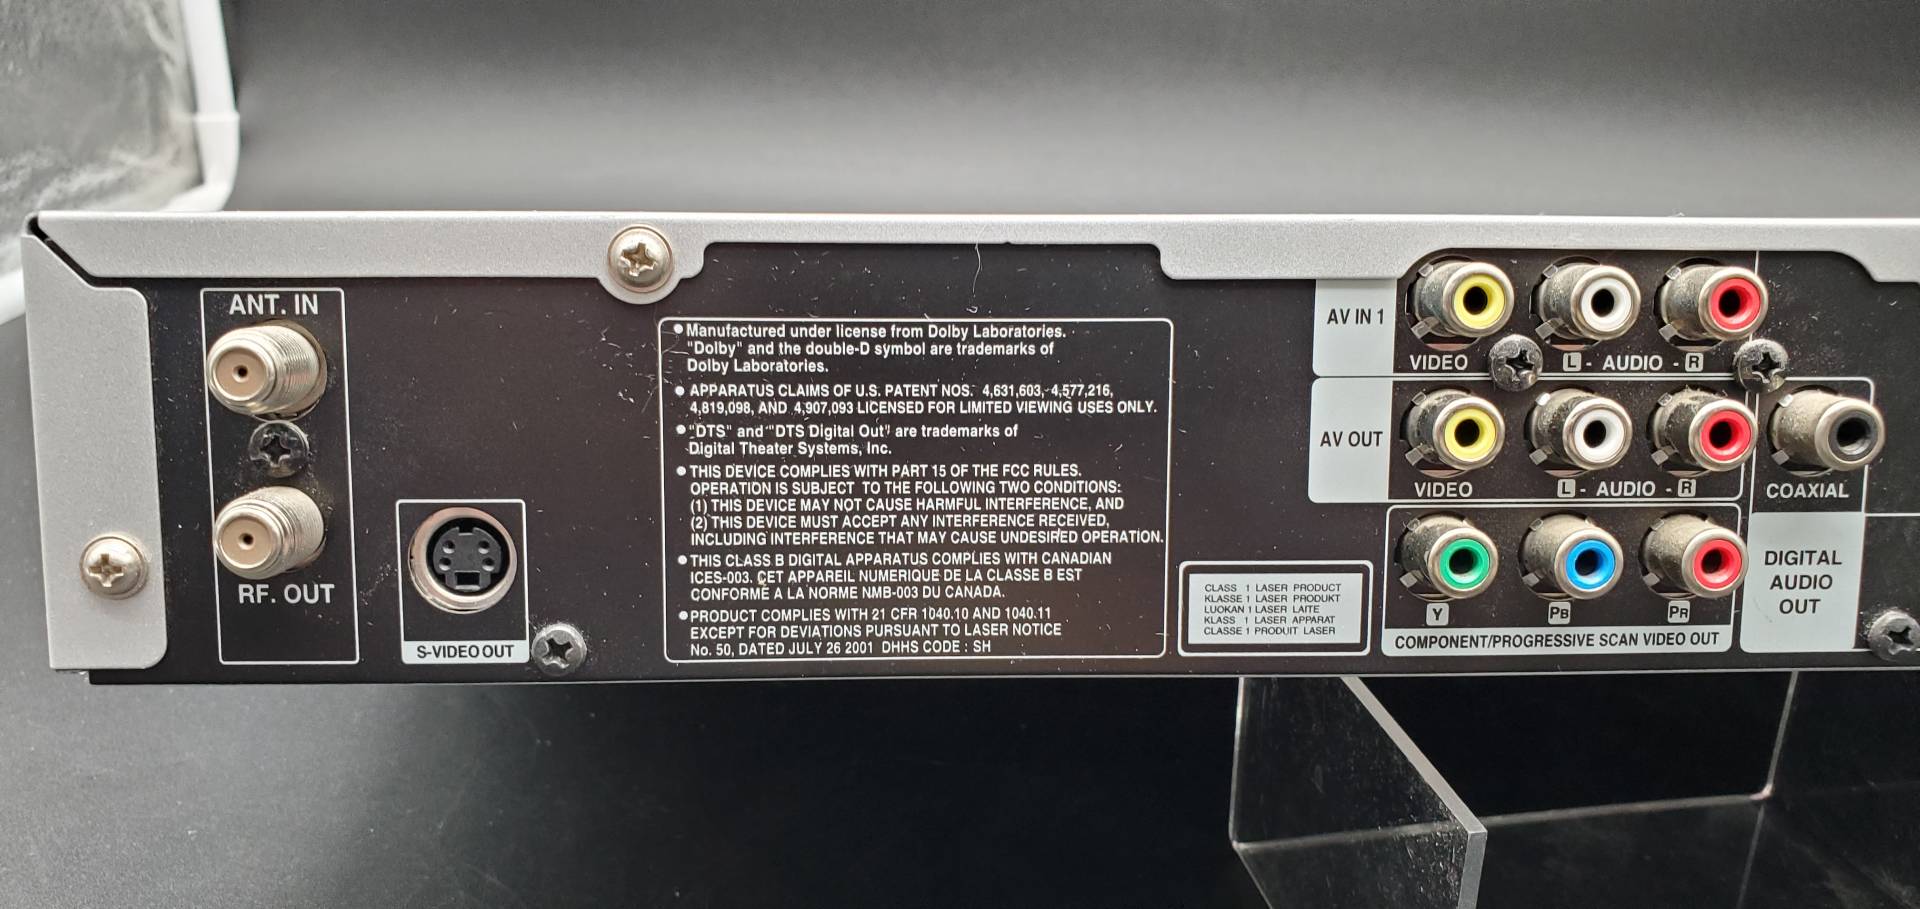 ANT. IN
RF. OUT
S-VIDEO OUT
● Manufactured under license from Dolby Laboratories.
"Dolby" and the double-D symbol are trademarks of
Dolby Laboratories.
● APPARATUS CLAIMS OF U.S. PATENT NOS. 4,631,603, 4,577,216,
4,819,098, AND 4,907,093 LICENSED FOR LIMITED VIEWING USES ONLY.
● "DTS" and "DTS Digital Out" are trademarks of
Digital Theater Systems, Inc.
● THIS DEVICE COMPLIES WITH PART 15 OF THE FCC RULES.
OPERATION IS SUBJECT TO THE FOLLOWING TWO CONDITIONS:
(1) THIS DEVICE MAY NOT CAUSE HARMFUL INTERFERENCE, AND
(2) THIS DEVICE MUST ACCEPT ANY INTERFERENCE RECEIVED,
INCLUDING INTERFERENCE THAT MAY CAUSE UNDESIRED OPERATION.
● THIS CLASS B DIGITAL APPARATUS COMPLIES WITH CANADIAN
ICES-003. CET APPAREIL NUMERIQUE DE LA CLASSE B EST
CONFORME A LA NORME NMB-003 DU CANADA.
● PRODUCT COMPLIES WITH 21 CFR 1040.10 AND 1040.11
EXCEPT FOR DEVIATIONS PURSUANT TO LASER NOTICE
No. 50, DATED JULY 26 2001 DHHS CODE : SH
CLASS 1 LASER PRODUCT
KLASSE 1 LASER PRODUKT
LUOKAN 1 LASER LAITE
KLASS 1 LASER APPARAT
CLASSE 1 PRODUIT LASER
AV IN 1
VIDEO L - AUDIO - R
AV OUT
VIDEO L - AUDIO - R
Y PB PR
COMPONENT/PROGRESSIVE SCAN VIDEO OUT
COAXIAL
DIGITAL
AUDIO
OUT